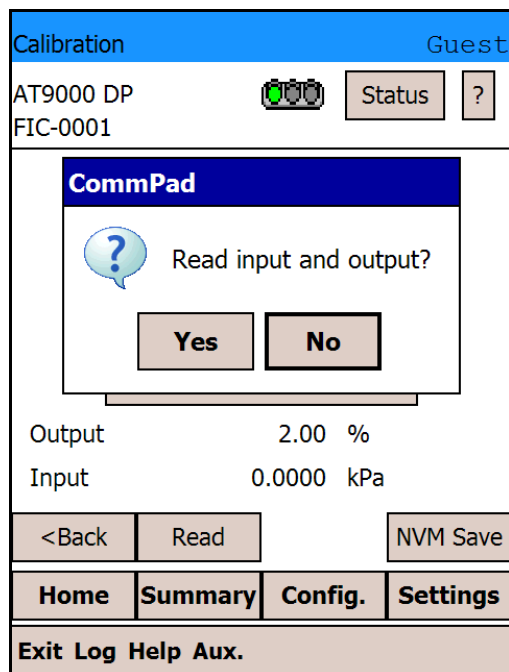 Calibration Guest
AT9000 DP Status ?
FIC-0001
CommPad
? Read input and output?
Yes No
Output 2.00 %
Input 0.0000 kPa
<Back Read NVM Save
Home Summary Config. Settings
Exit Log Help Aux.